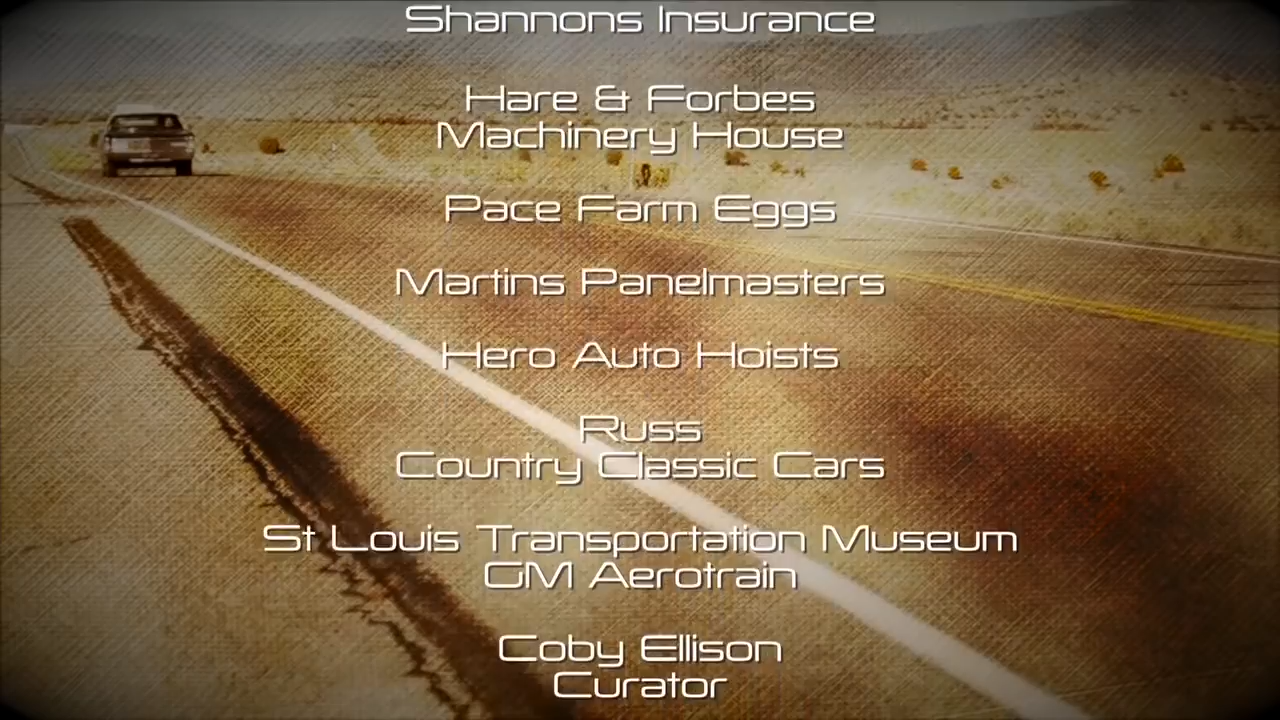 Shannons Insurance
Hare & Forbes
Machinery House
Pace Farm Eggs
Martins Panelmasters
Hero Auto Hoists
Russ
Country Classic Cars
St Louis Transportation Museum
GM Aerotrain
Coby Ellison
Curator